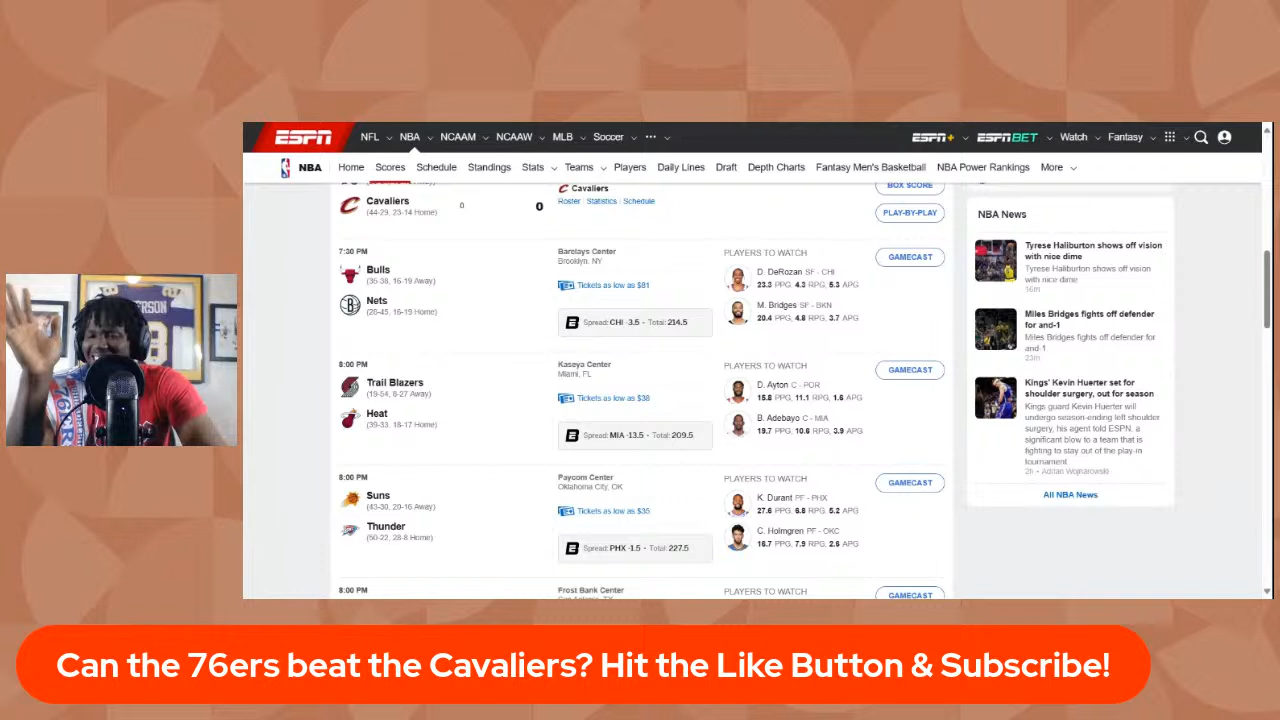 ESPN NFL NBA NCAAM NCAAW MLB Soccer ESPN+ ESPN BET Watch Fantasy
NBA Home Scores Schedule Standings Stats Teams Players Daily Lines Draft Depth Charts Fantasy Men's Basketball NBA Power Rankings More
Cavaliers
(44-29, 23-14 Home)
0 0
Cavaliers
Roster Statistics Schedule
BOX SCORE
PLAY-BY-PLAY
7:30 PM
Bulls
(35-38, 16-19 Away)
Nets
(28-45, 16-19 Home)
Barclays Center
Brooklyn, NY
Tickets as low as $81
Spread: CHI -3.5 • Total: 214.5
PLAYERS TO WATCH
D. DeRozan SF - CHI
23.3 PPG, 4.3 RPG, 5.3 APG
M. Bridges SF - BKN
20.4 PPG, 4.8 RPG, 3.7 APG
GAMECAST
8:00 PM
Trail Blazers
(19-54, 8-27 Away)
Heat
(39-33, 18-17 Home)
Kaseya Center
Miami, FL
Tickets as low as $38
Spread: MIA -13.5 • Total: 209.5
PLAYERS TO WATCH
D. Ayton C - POR
15.8 PPG, 11.1 RPG, 1.6 APG
B. Adebayo C - MIA
19.7 PPG, 10.6 RPG, 3.9 APG
GAMECAST
8:00 PM
Suns
(43-30, 20-16 Away)
Thunder
(50-22, 28-8 Home)
Paycom Center
Oklahoma City, OK
Tickets as low as $35
Spread: PHX -1.5 • Total: 227.5
PLAYERS TO WATCH
K. Durant PF - PHX
27.6 PPG, 6.8 RPG, 5.2 APG
C. Holmgren PF - OKC
16.7 PPG, 7.9 RPG, 2.6 APG
GAMECAST
8:00 PM
Frost Bank Center
PLAYERS TO WATCH
GAMECAST
NBA News
Tyrese Haliburton shows off vision
with nice dime
Tyrese Haliburton shows off vision
with nice dime
16m
Miles Bridges fights off defender
for and-1
Miles Bridges fights off defender for
and-1
23m
Kings' Kevin Huerter set for
shoulder surgery, out for season
Kings guard Kevin Huerter will
undergo season-ending left shoulder
surgery, his agent told ESPN, a
significant blow to a team that is
fighting to stay out of the play-in
tournament.
2h • Adrian Wojnarowski
All NBA News
Can the 76ers beat the Cavaliers? Hit the Like Button & Subscribe!